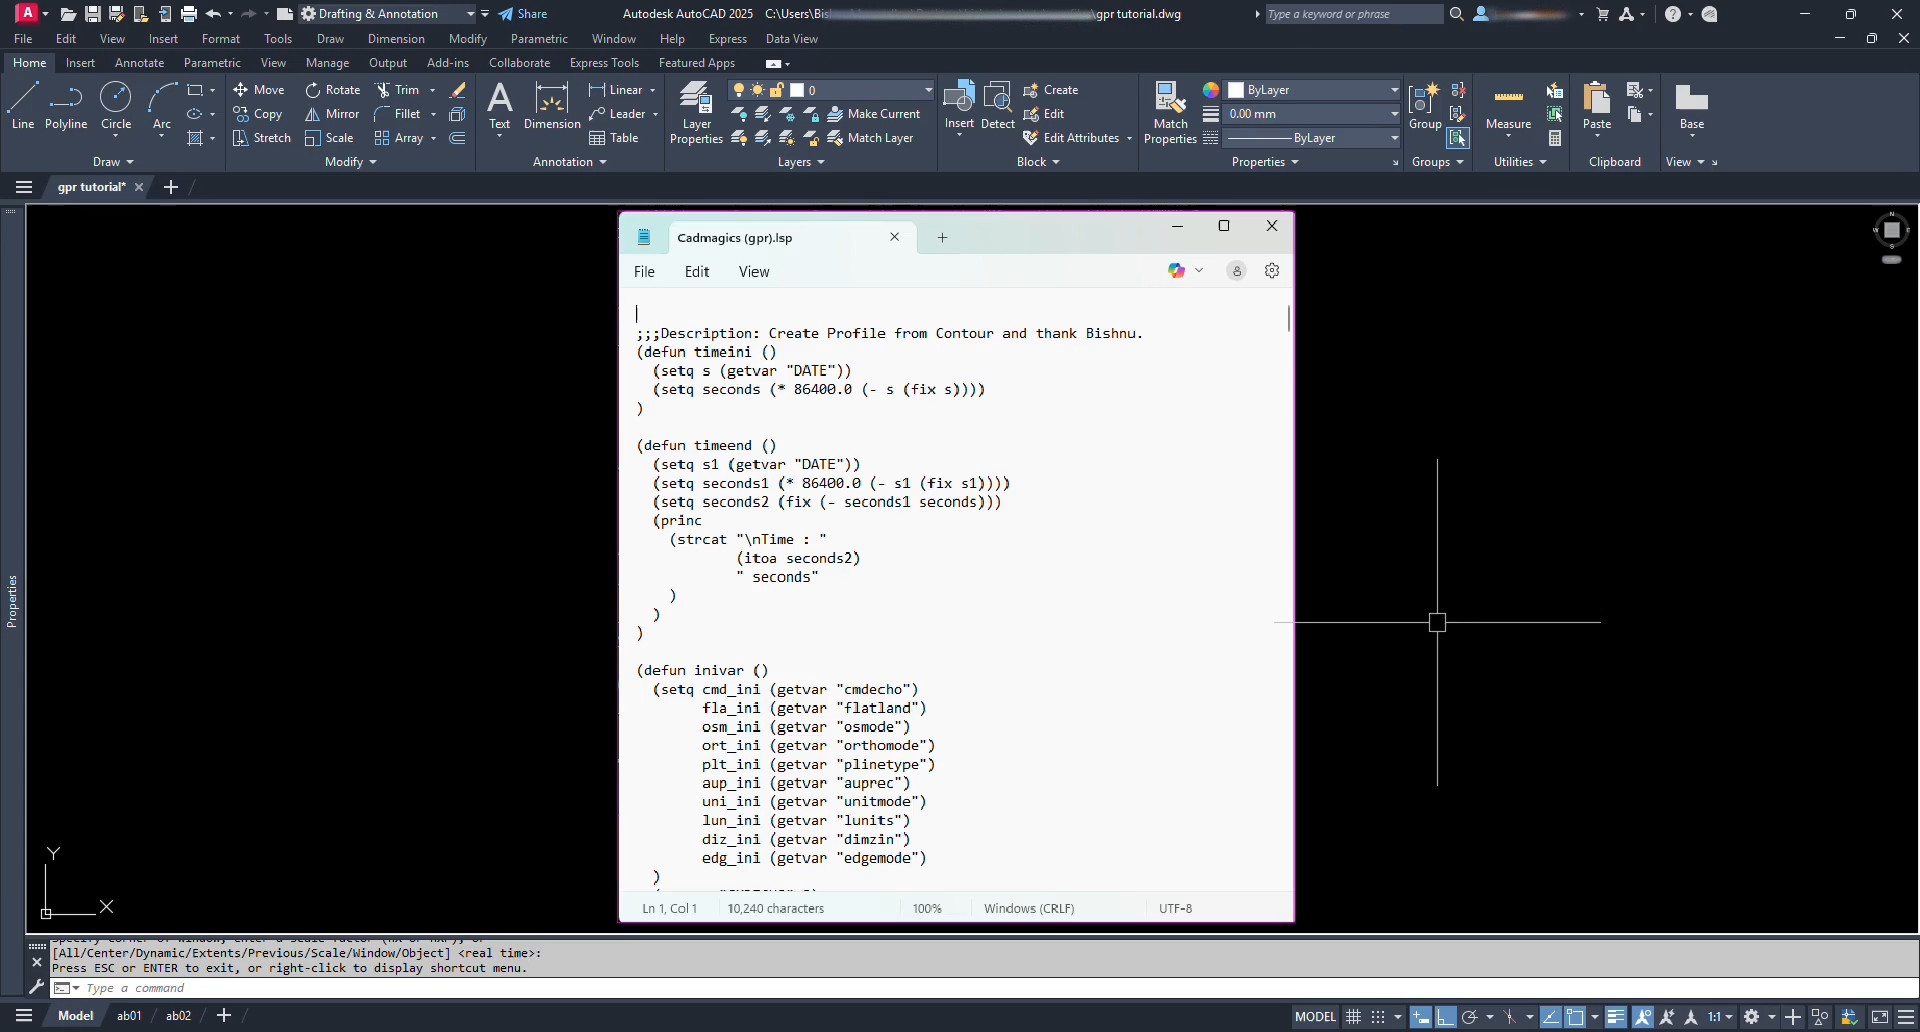 Drafting & Annotation
Share
Autodesk AutoCAD 2025 C:\Users\Bis
\gpr tutorial.dwg
Type a keyword or phrase
File Edit View Insert Format Tools Draw Dimension Modify Parametric Window Help Express Data View
Home Insert Annotate Parametric View Manage Output Add-ins Collaborate Express Tools Featured Apps
Move Rotate Trim Linear 0 Create ByLayer
Copy Mirror Fillet Leader Make Current Edit 0.00 mm
Line Polyline Circle Arc Text Dimension Layer Properties Insert Detect Match Properties Group Measure Paste Base
Stretch Scale Array Table Match Layer Edit Attributes ByLayer
Draw Modify Annotation Layers Block Properties Groups Utilities Clipboard View
gpr tutorial*
Properties
Cadmagics (gpr).lsp
File Edit View
;;;Description: Create Profile from Contour and thank Bishnu.
(defun timeini ()
(setq s (getvar "DATE"))
(setq seconds (* 86400.0 (- s (fix s))))
)
(defun timeend ()
(setq s1 (getvar "DATE"))
(setq seconds1 (* 86400.0 (- s1 (fix s1))))
(setq seconds2 (fix (- seconds1 seconds)))
(princ
(strcat "\nTime : "
(itoa seconds2)
" seconds"
)
)
)
(defun inivar ()
(setq cmd_ini (getvar "cmdecho")
fla_ini (getvar "flatland")
osm_ini (getvar "osmode")
ort_ini (getvar "orthomode")
plt_ini (getvar "plinetype")
aup_ini (getvar "auprec")
uni_ini (getvar "unitmode")
lun_ini (getvar "lunits")
diz_ini (getvar "dimzin")
edg_ini (getvar "edgemode")
)
Ln 1, Col 1 10,240 characters 100% Windows (CRLF) UTF-8
Y
X
[All/Center/Dynamic/Extents/Previous/Scale/Window/Object] <real time>:
Press ESC or ENTER to exit, or right-click to display shortcut menu.
Type a command
Model ab01 ab02
MODEL 1:1